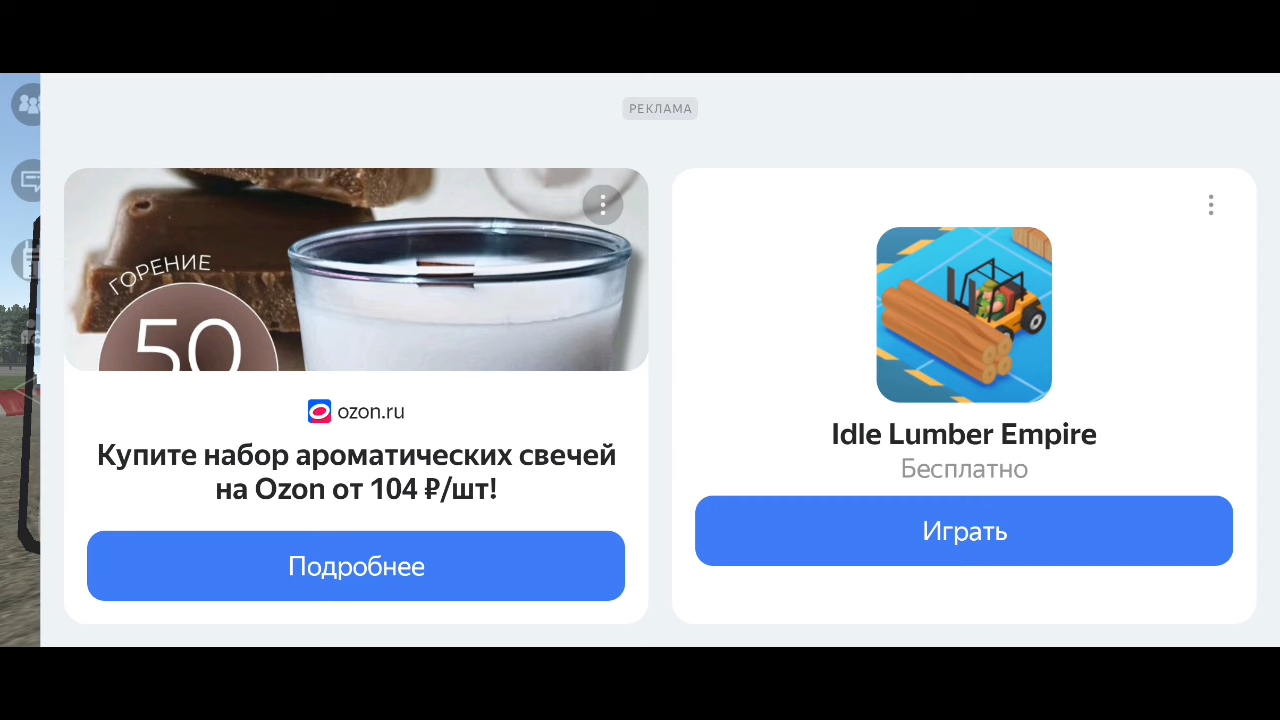 РЕКЛАМА
ГОРЕНИЕ
50
ozon.ru
Купите набор ароматических свечей
на Ozon от 104 ₽/шт!
Подробнее
Idle Lumber Empire
Бесплатно
Играть